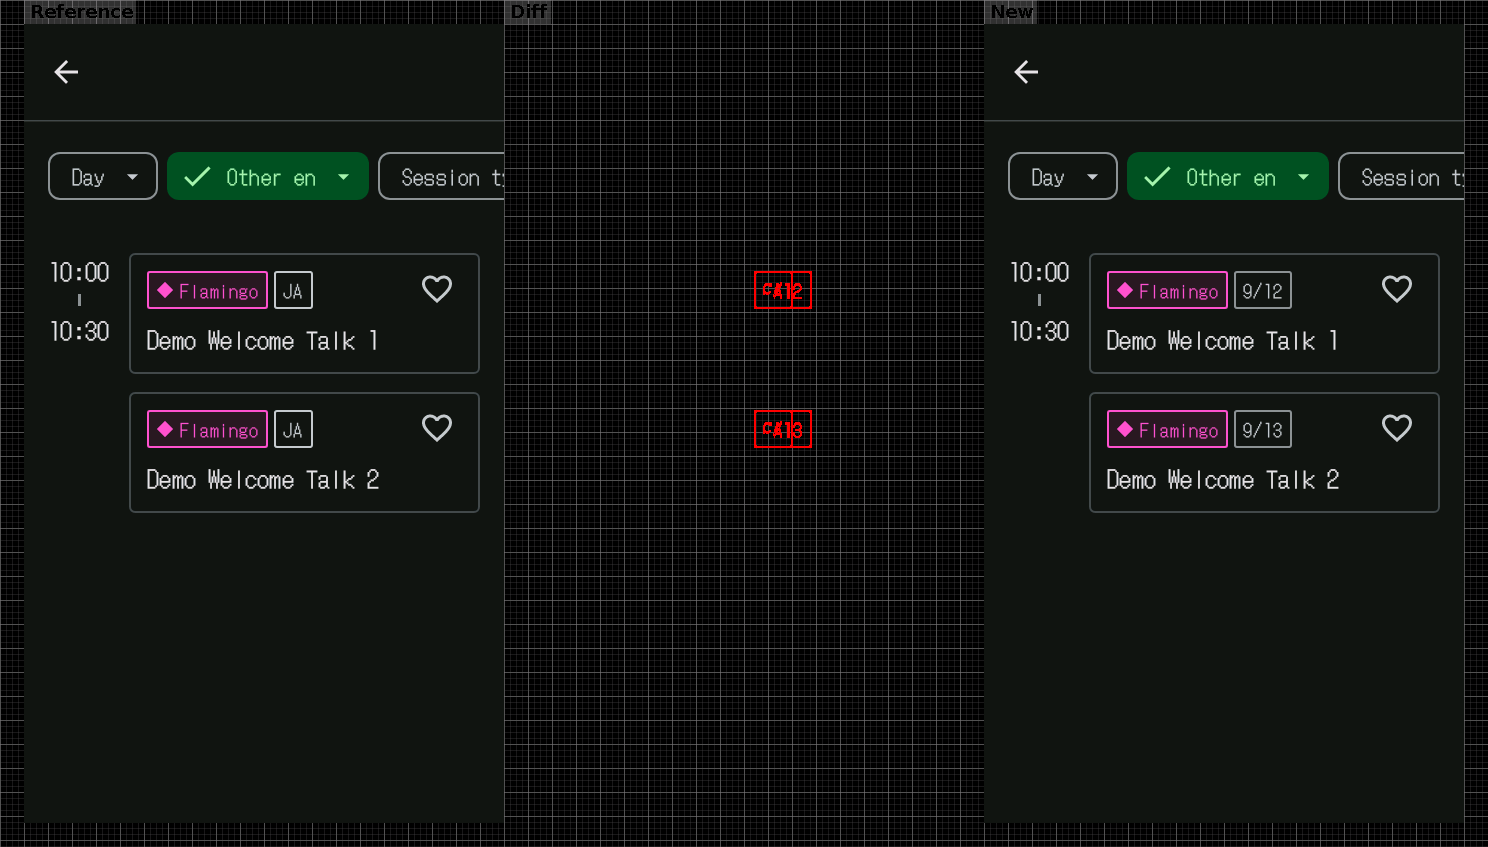 Reference
Diff
New
Day
Other en
Session
10:00
10:30
Flamingo
JA
Demo Welcome Talk 1
Flamingo
JA
Demo Welcome Talk 2
Day
Other en
Session
10:00
10:30
Flamingo
9/12
Demo Welcome Talk 1
Flamingo
9/13
Demo Welcome Talk 2